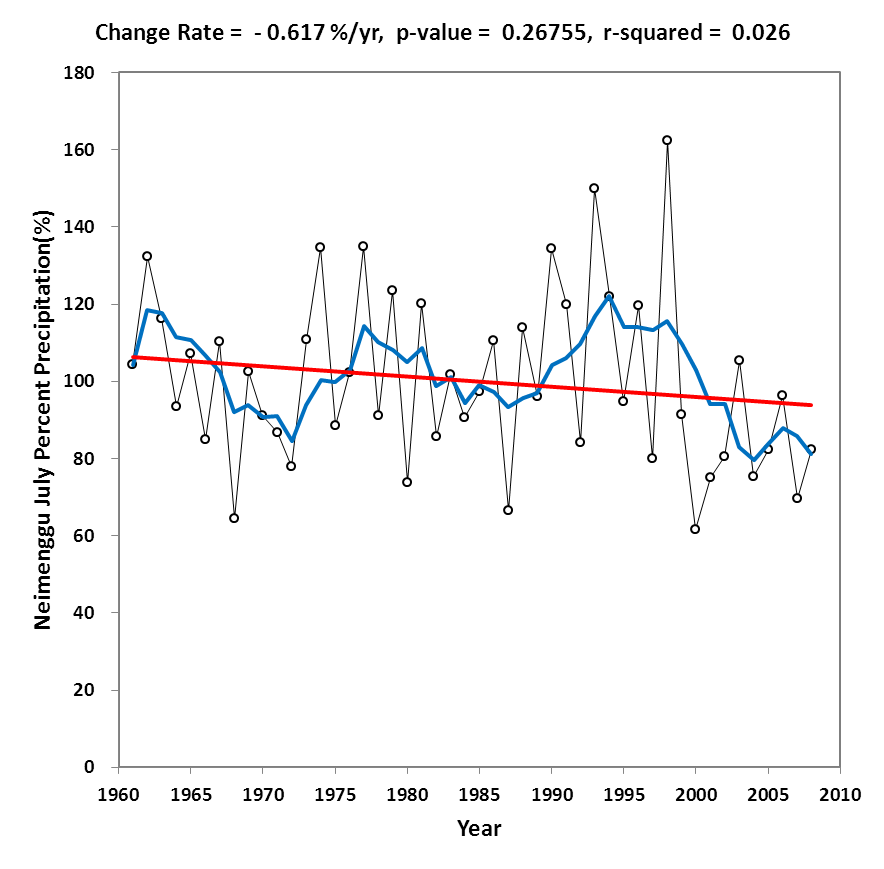 Change Rate = - 0.617 %/yr, p-value = 0.26755, r-squared = 0.026
180
160
140
120
100
80
60
40
20
0
Neimenggu July Percent Precipitation(%)
1960 1965 1970 1975 1980 1985 1990 1995 2000 2005 2010
Year